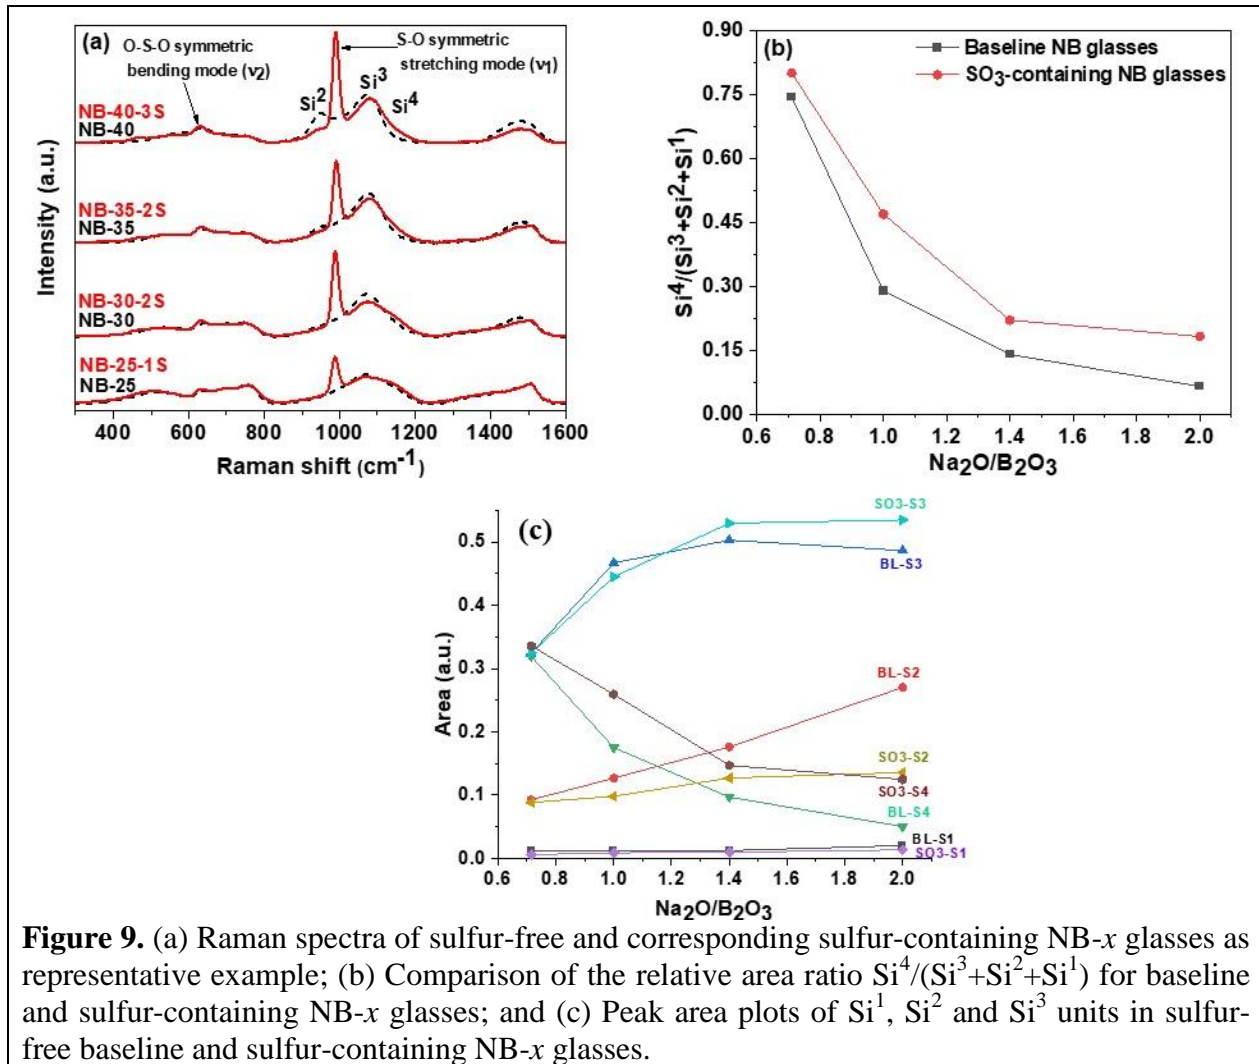 (a)
O-S-O symmetric
bending mode (ν2)
S-O symmetric
stretching mode (ν1)
Si²
Si³
Si⁴
NB-40-3S
NB-40
NB-35-2S
NB-35
NB-30-2S
NB-30
NB-25-1S
NB-25
Intensity (a.u.)
400 600 800 1000 1200 1400 1600
Raman shift (cm⁻¹)
(b)
Baseline NB glasses
SO₃-containing NB glasses
Si⁴/(Si³+Si²+Si¹)
0.90
0.75
0.60
0.45
0.30
0.15
0.00
0.6 0.8 1.0 1.2 1.4 1.6 1.8 2.0
Na₂O/B₂O₃
(c)
SO3-S3
BL-S3
BL-S2
SO3-S2
SO3-S4
BL-S4
BL-S1
SO3-S1
Area (a.u.)
0.5
0.4
0.3
0.2
0.1
0.0
0.6 0.8 1.0 1.2 1.4 1.6 1.8 2.0
Na₂O/B₂O₃
Figure 9. (a) Raman spectra of sulfur-free and corresponding sulfur-containing NB-x glasses as
representative example; (b) Comparison of the relative area ratio Si⁴/(Si³+Si²+Si¹) for baseline
and sulfur-containing NB-x glasses; and (c) Peak area plots of Si¹, Si² and Si³ units in sulfur-
free baseline and sulfur-containing NB-x glasses.